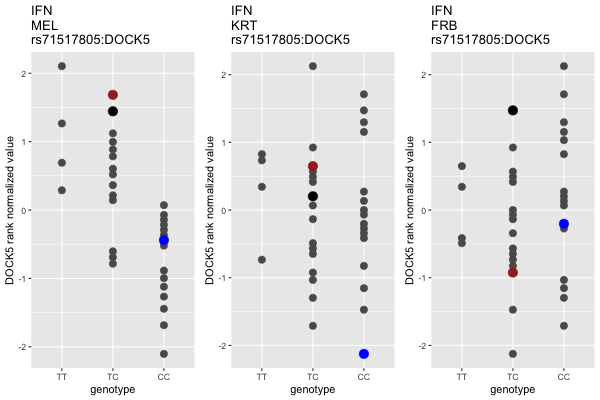 IFN
MEL
rs71517805:DOCK5
DOCK5 rank normalized value
2
1
0
-1
-2
TT
TC
CC
genotype
IFN
KRT
rs71517805:DOCK5
DOCK5 rank normalized value
2
1
0
-1
-2
TT
TC
CC
genotype
IFN
FRB
rs71517805:DOCK5
DOCK5 rank normalized value
2
1
0
-1
-2
TT
TC
CC
genotype